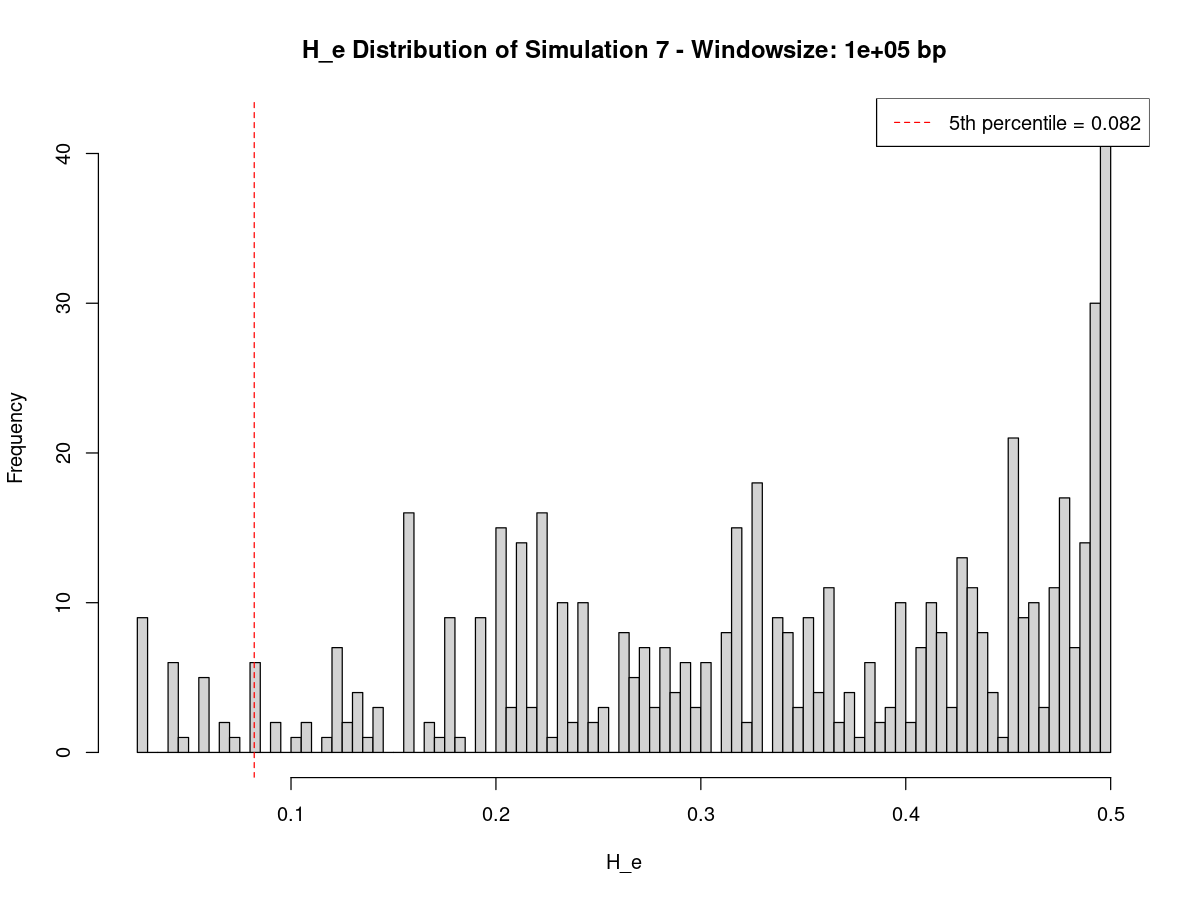 H_e Distribution of Simulation 7 - Windowsize: 1e+05 bp
5th percentile = 0.082
Frequency
40
30
20
10
0
0.1 0.2 0.3 0.4 0.5
H_e